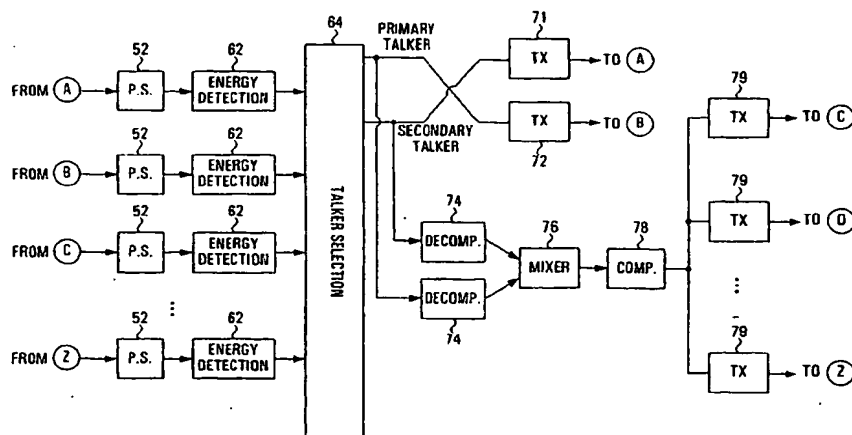 64
PRIMARY TALKER
71
TX
TO A
52
62
FROM A
P.S.
ENERGY DETECTION
SECONDARY TALKER
TX
72
TO B
79
TX
TO C
52
62
FROM B
P.S.
ENERGY DETECTION
TALKER SELECTION
52
62
FROM C
P.S.
ENERGY DETECTION
74
DECOMP.
76
MIXER
78
COMP.
79
TX
TO D
DECOMP.
74
...
...
52
62
FROM Z
P.S.
ENERGY DETECTION
79
TX
TO Z